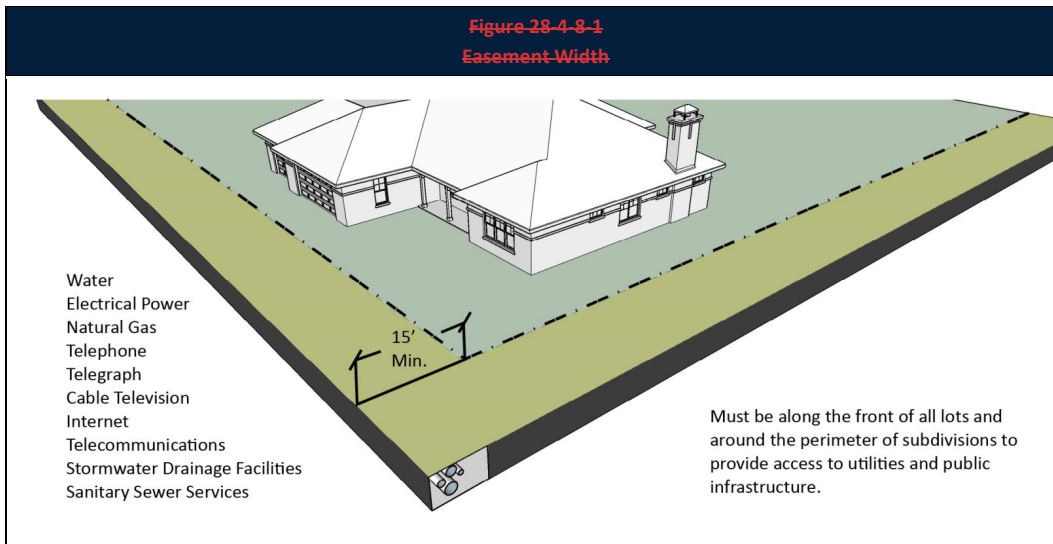 Figure 28-4-8-1
Easement Width
15’
Min.
Water
Electrical Power
Natural Gas
Telephone
Telegraph
Cable Television
Internet
Telecommunications
Stormwater Drainage Facilities
Sanitary Sewer Services
Must be along the front of all lots and
around the perimeter of subdivisions to
provide access to utilities and public
infrastructure.